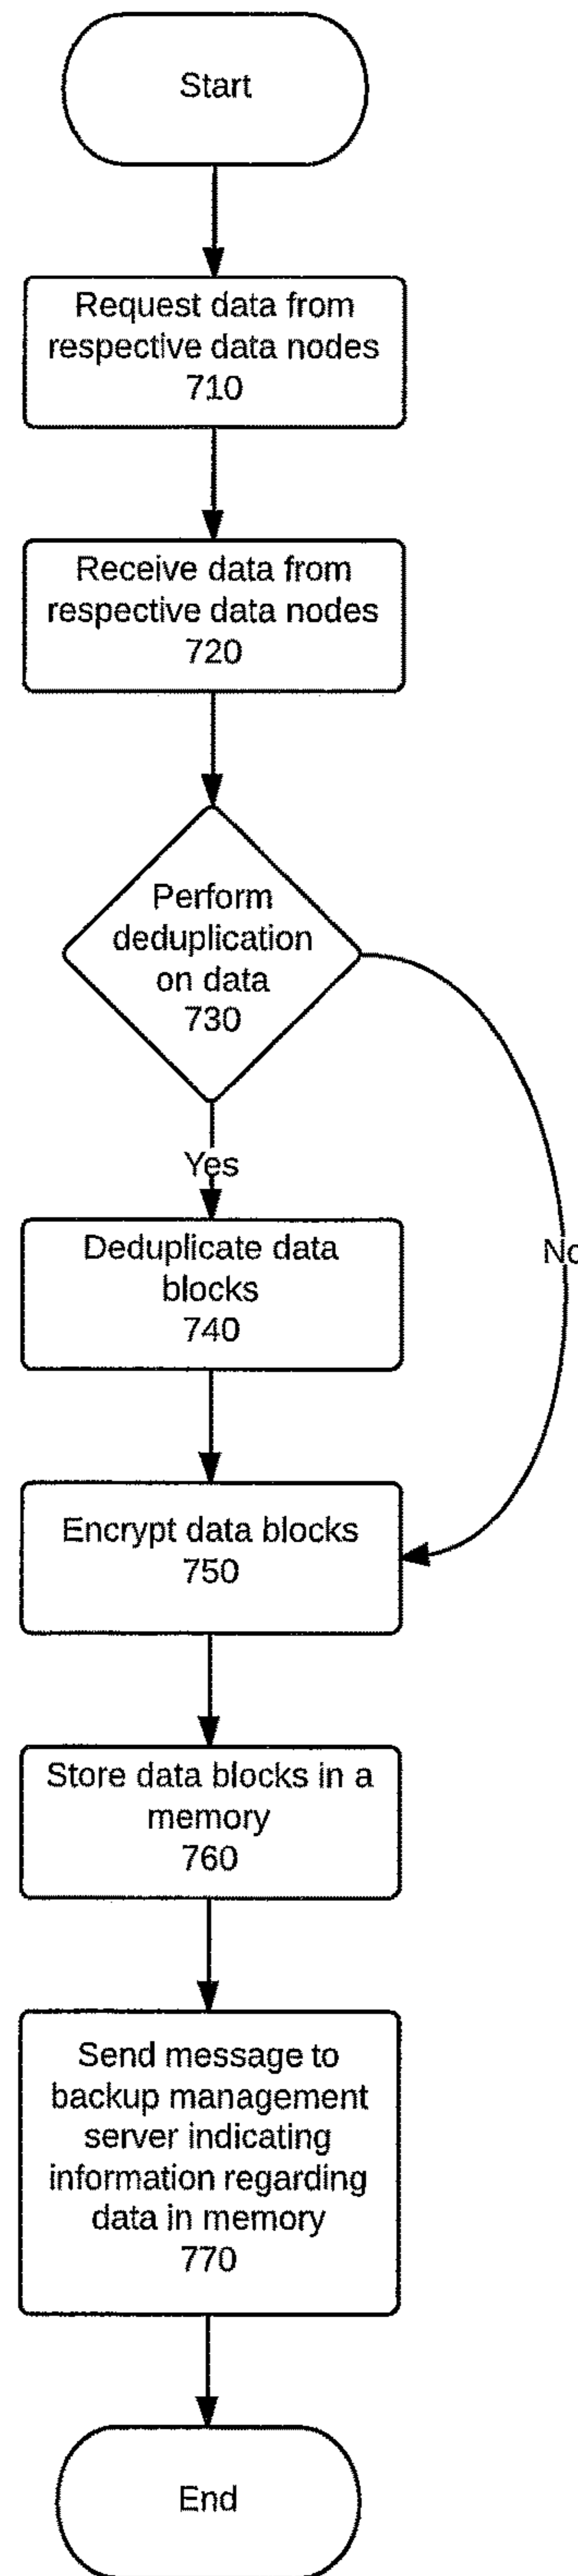 Start
Request data from
respective data nodes
710
Receive data from
respective data nodes
720
Perform
deduplication
on data
730
Yes
Deduplicate data
blocks
740
No
Encrypt data blocks
750
Store data blocks in a
memory
760
Send message to
backup management
server indicating
information regarding
data in memory
770
End